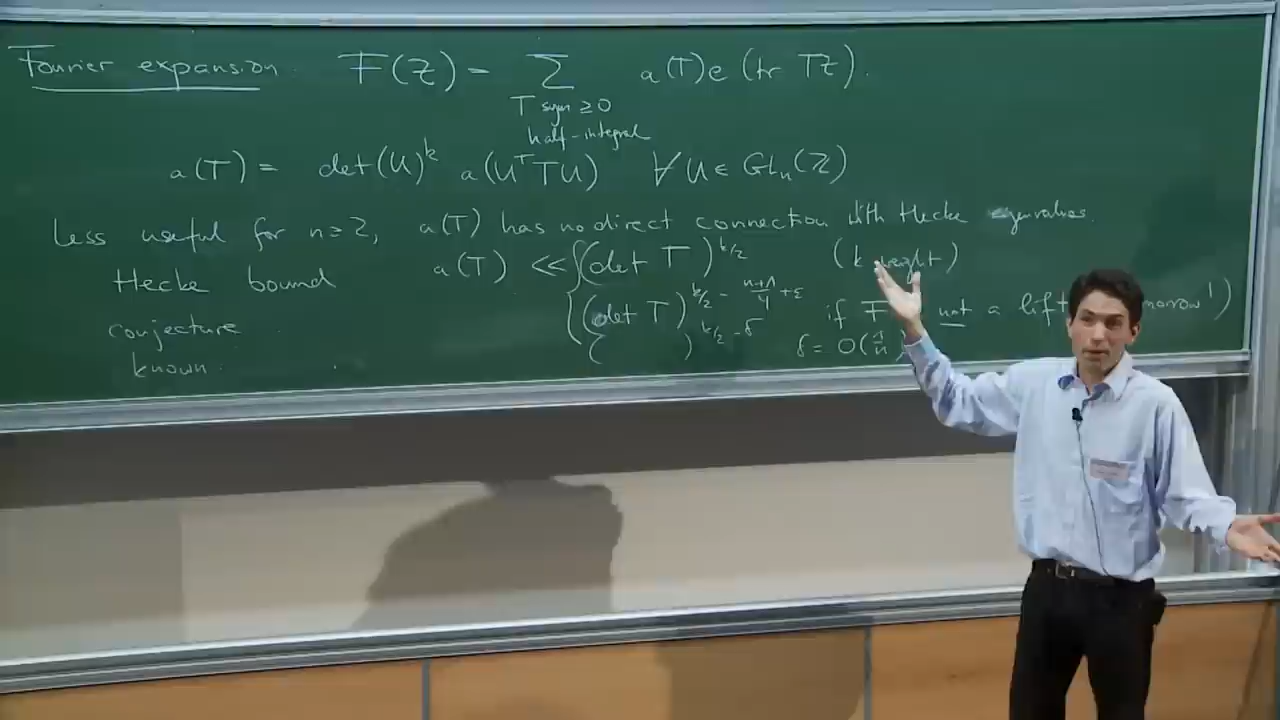 Fourier expansion. F(Z) = ∑ a(T) e (tr TZ).
T sym ≥ 0
half-integral
a(T) = det(U)^k a(U^T T U) ∀ U ∈ GL_n(ℤ)
Less useful for n ≥ 2, a(T) has no direct connection with Hecke eigenvalues.
Hecke bound a(T) ≪ { (det T)^{k/2} (k weight)
conjecture (det T)^{k/2 - (n+1)/4 + ε} if F not a lift
known ( )^{k/2 - δ} δ = O(1/n)